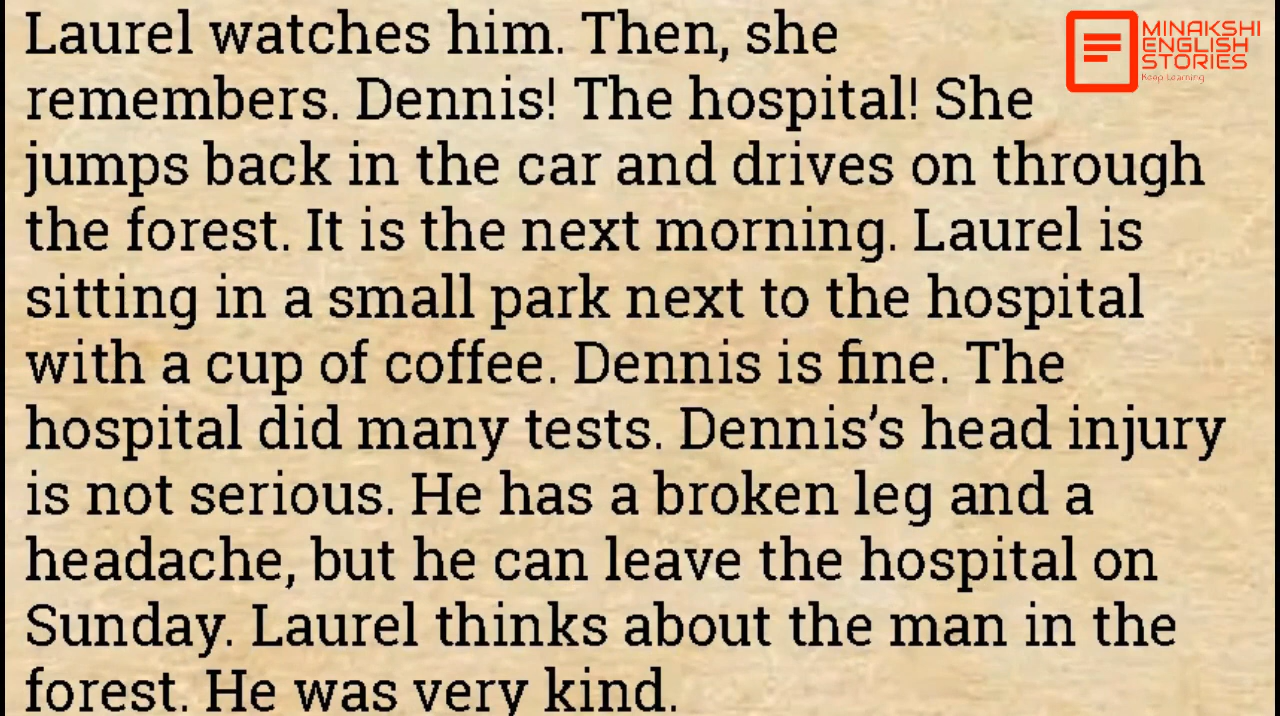 Laurel watches him. Then, she
remembers. Dennis! The hospital! She
jumps back in the car and drives on through
the forest. It is the next morning. Laurel is
sitting in a small park next to the hospital
with a cup of coffee. Dennis is fine. The
hospital did many tests. Dennis’s head injury
is not serious. He has a broken leg and a
headache, but he can leave the hospital on
Sunday. Laurel thinks about the man in the
forest. He was very kind.
MINAKSHI
ENGLISH
STORIES
Keep Learning